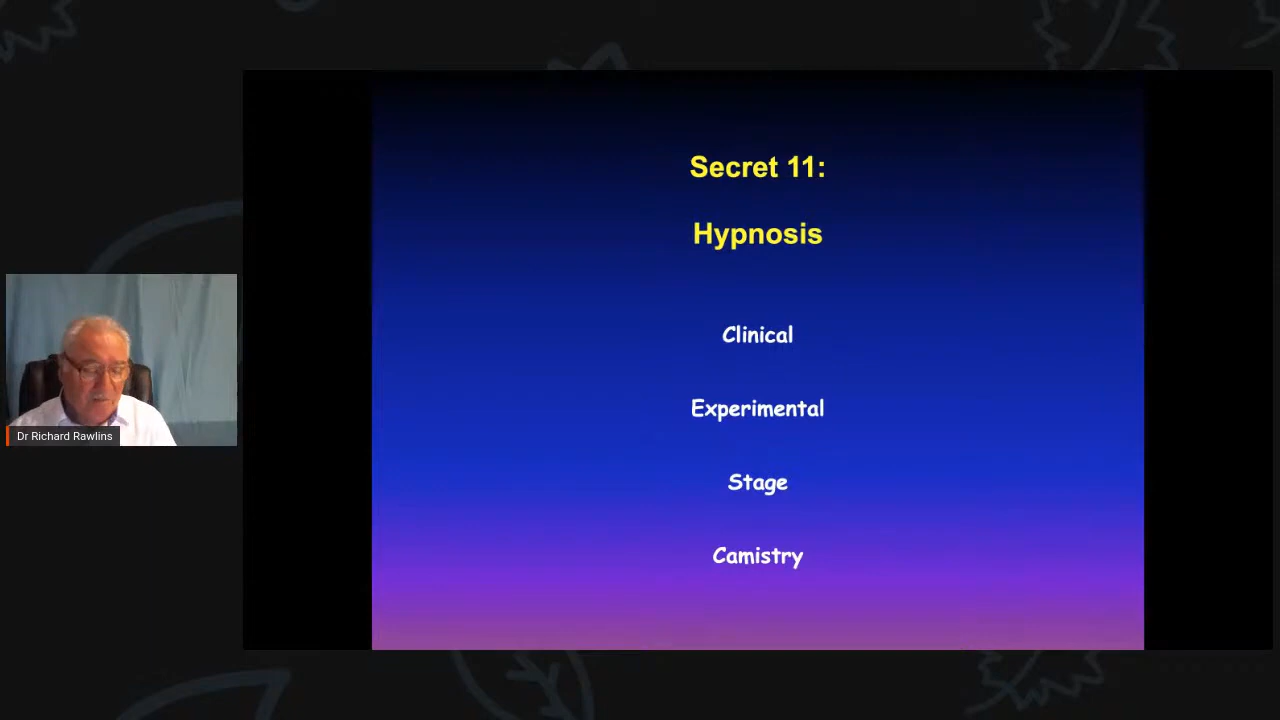 Secret 11:
Hypnosis
Clinical
Experimental
Stage
Camistry
Dr Richard Rawlins